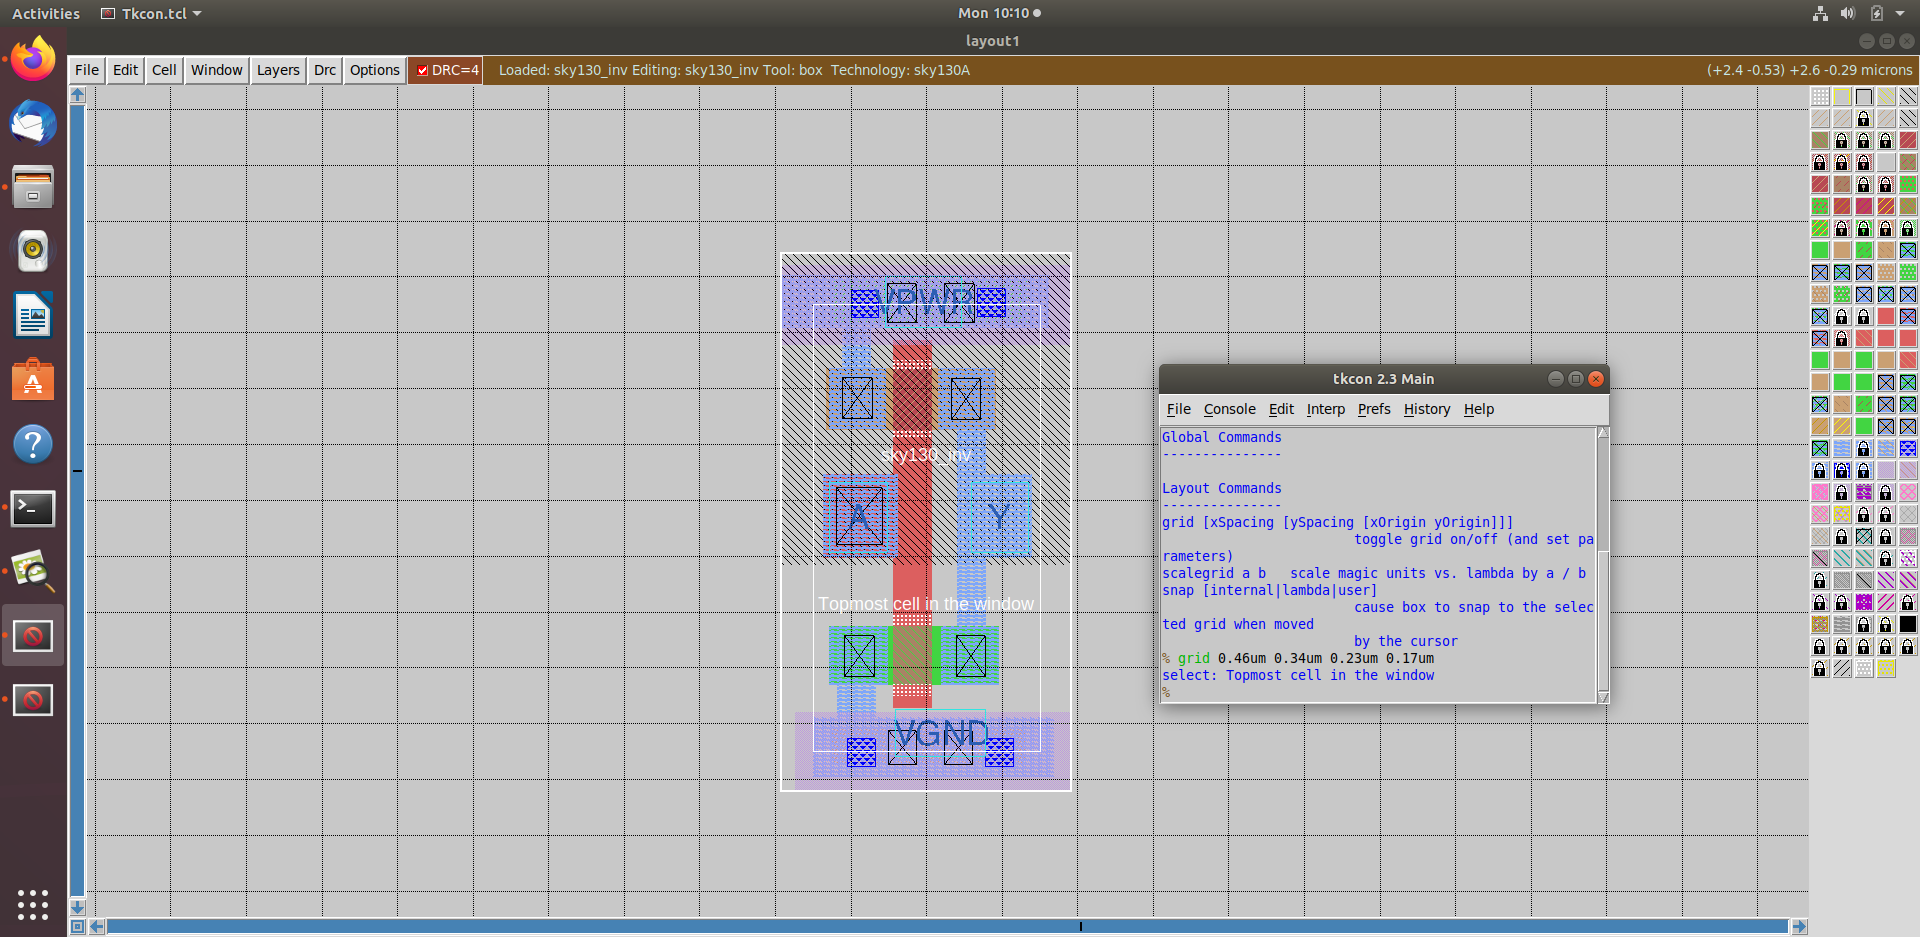 Activities Tkcon.tcl Mon 10:10
layout1
File Edit Cell Window Layers Drc Options DRC=4 Loaded: sky130_inv Editing: sky130_inv Tool: box Technology: sky130A (+2.4 -0.53) +2.6 -0.29 microns
VPWR
sky130_inv
A Y
Topmost cell in the window
VGND
tkcon 2.3 Main
File Console Edit Interp Prefs History Help
Global Commands
---------------
Layout Commands
---------------
grid [xSpacing [ySpacing [xOrigin yOrigin]]]
toggle grid on/off (and set pa
rameters)
scalegrid a b scale magic units vs. lambda by a / b
snap [internal|lambda|user]
cause box to snap to the selec
ted grid when moved
by the cursor
% grid 0.46um 0.34um 0.23um 0.17um
select: Topmost cell in the window
%